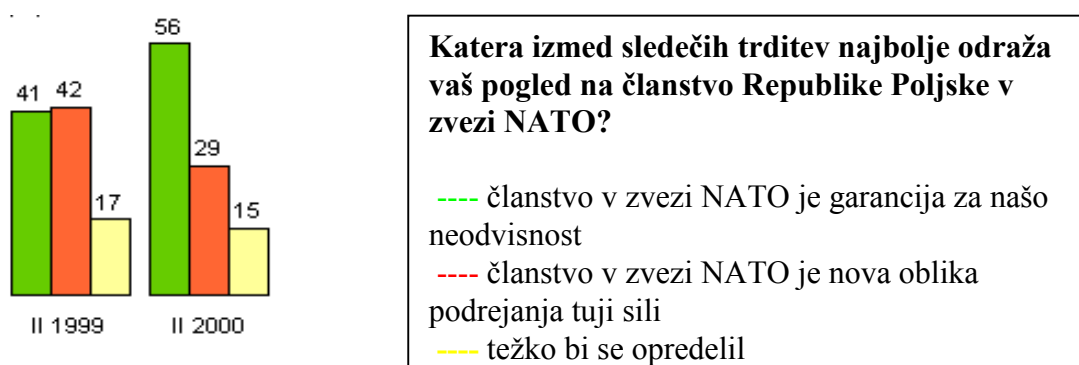 56
41 42
29
17
15
II 1999 II 2000
Katera izmed sledečih trditev najbolje odraža
vaš pogled na članstvo Republike Poljske v
zvezi NATO?
---- članstvo v zvezi NATO je garancija za našo
neodvisnost
---- članstvo v zvezi NATO je nova oblika
podrejanja tuji sili
---- težko bi se opredelil